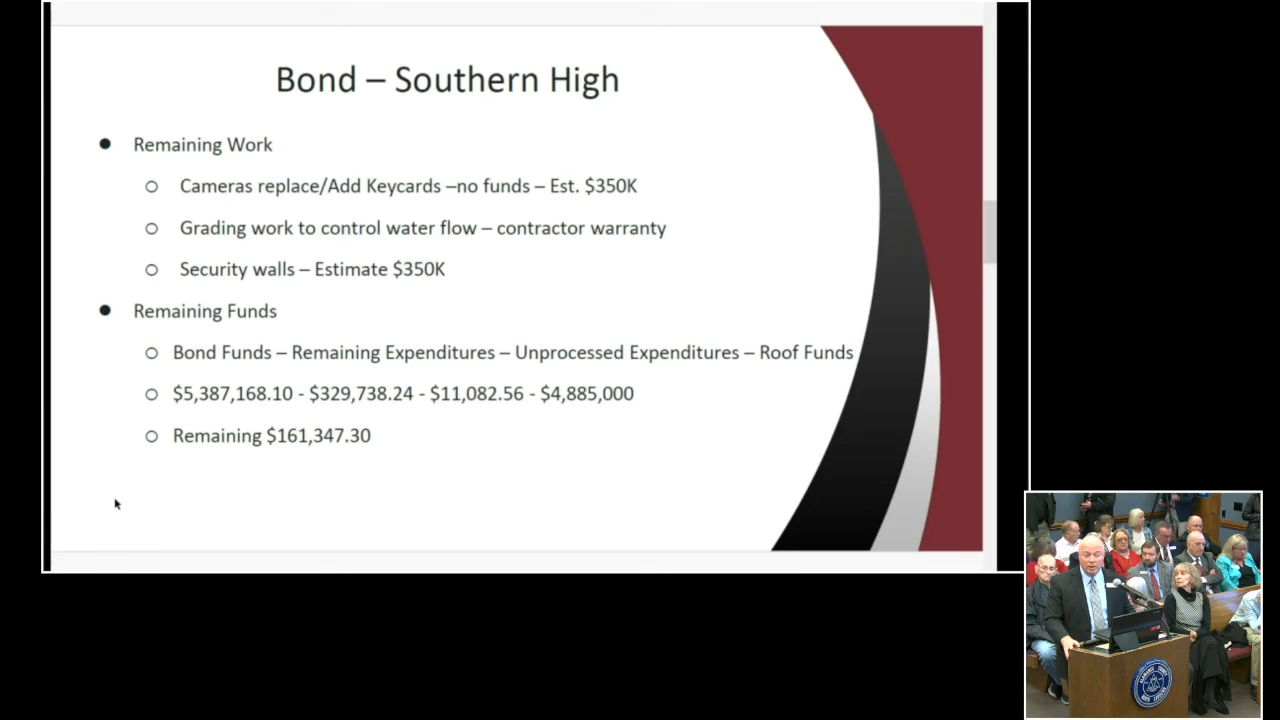 Bond – Southern High
● Remaining Work
○ Cameras replace/Add Keycards –no funds – Est. $350K
○ Grading work to control water flow – contractor warranty
○ Security walls – Estimate $350K
● Remaining Funds
○ Bond Funds – Remaining Expenditures – Unprocessed Expenditures – Roof Funds
○ $5,387,168.10 - $329,738.24 - $11,082.56 - $4,885,000
○ Remaining $161,347.30